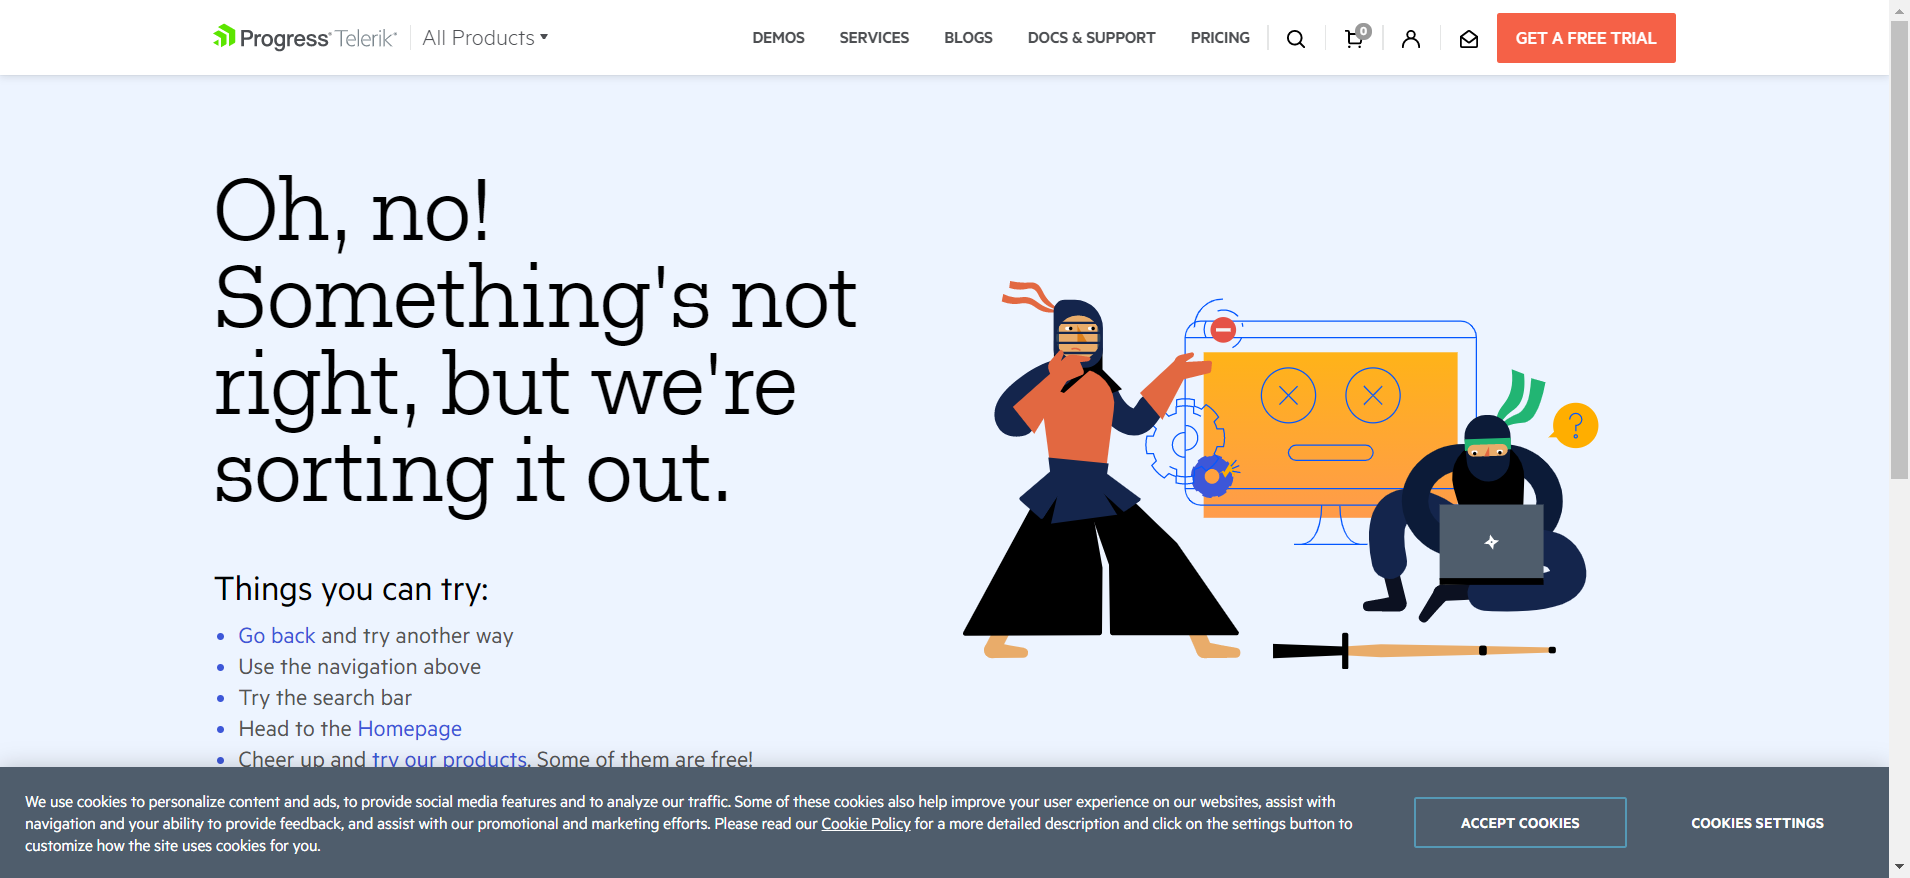 Progress Telerik
All Products
DEMOS
SERVICES
BLOGS
DOCS & SUPPORT
PRICING
0
GET A FREE TRIAL
Oh, no!
Something's not
right, but we're
sorting it out.
?
Things you can try:
Go back and try another way
Use the navigation above
Try the search bar
Head to the Homepage
Cheer up and try our products. Some of them are free!
We use cookies to personalize content and ads, to provide social media features and to analyze our traffic. Some of these cookies also help improve your user experience on our websites, assist with
navigation and your ability to provide feedback, and assist with our promotional and marketing efforts. Please read our Cookie Policy for a more detailed description and click on the settings button to
customize how the site uses cookies for you.
ACCEPT COOKIES
COOKIES SETTINGS